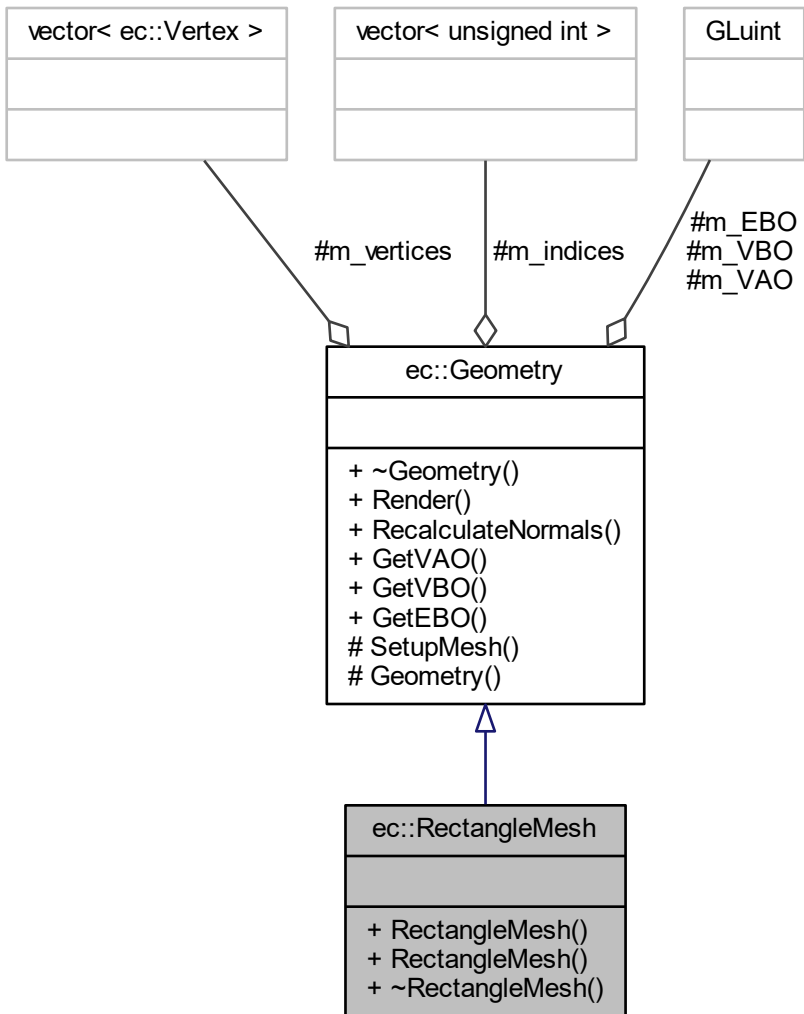 vector< ec::Vertex >
vector< unsigned int >
GLuint
#m_vertices
#m_indices
#m_EBO
#m_VBO
#m_VAO
ec::Geometry
+ ~Geometry()
+ Render()
+ RecalculateNormals()
+ GetVAO()
+ GetVBO()
+ GetEBO()
# SetupMesh()
# Geometry()
ec::RectangleMesh
+ RectangleMesh()
+ RectangleMesh()
+ ~RectangleMesh()